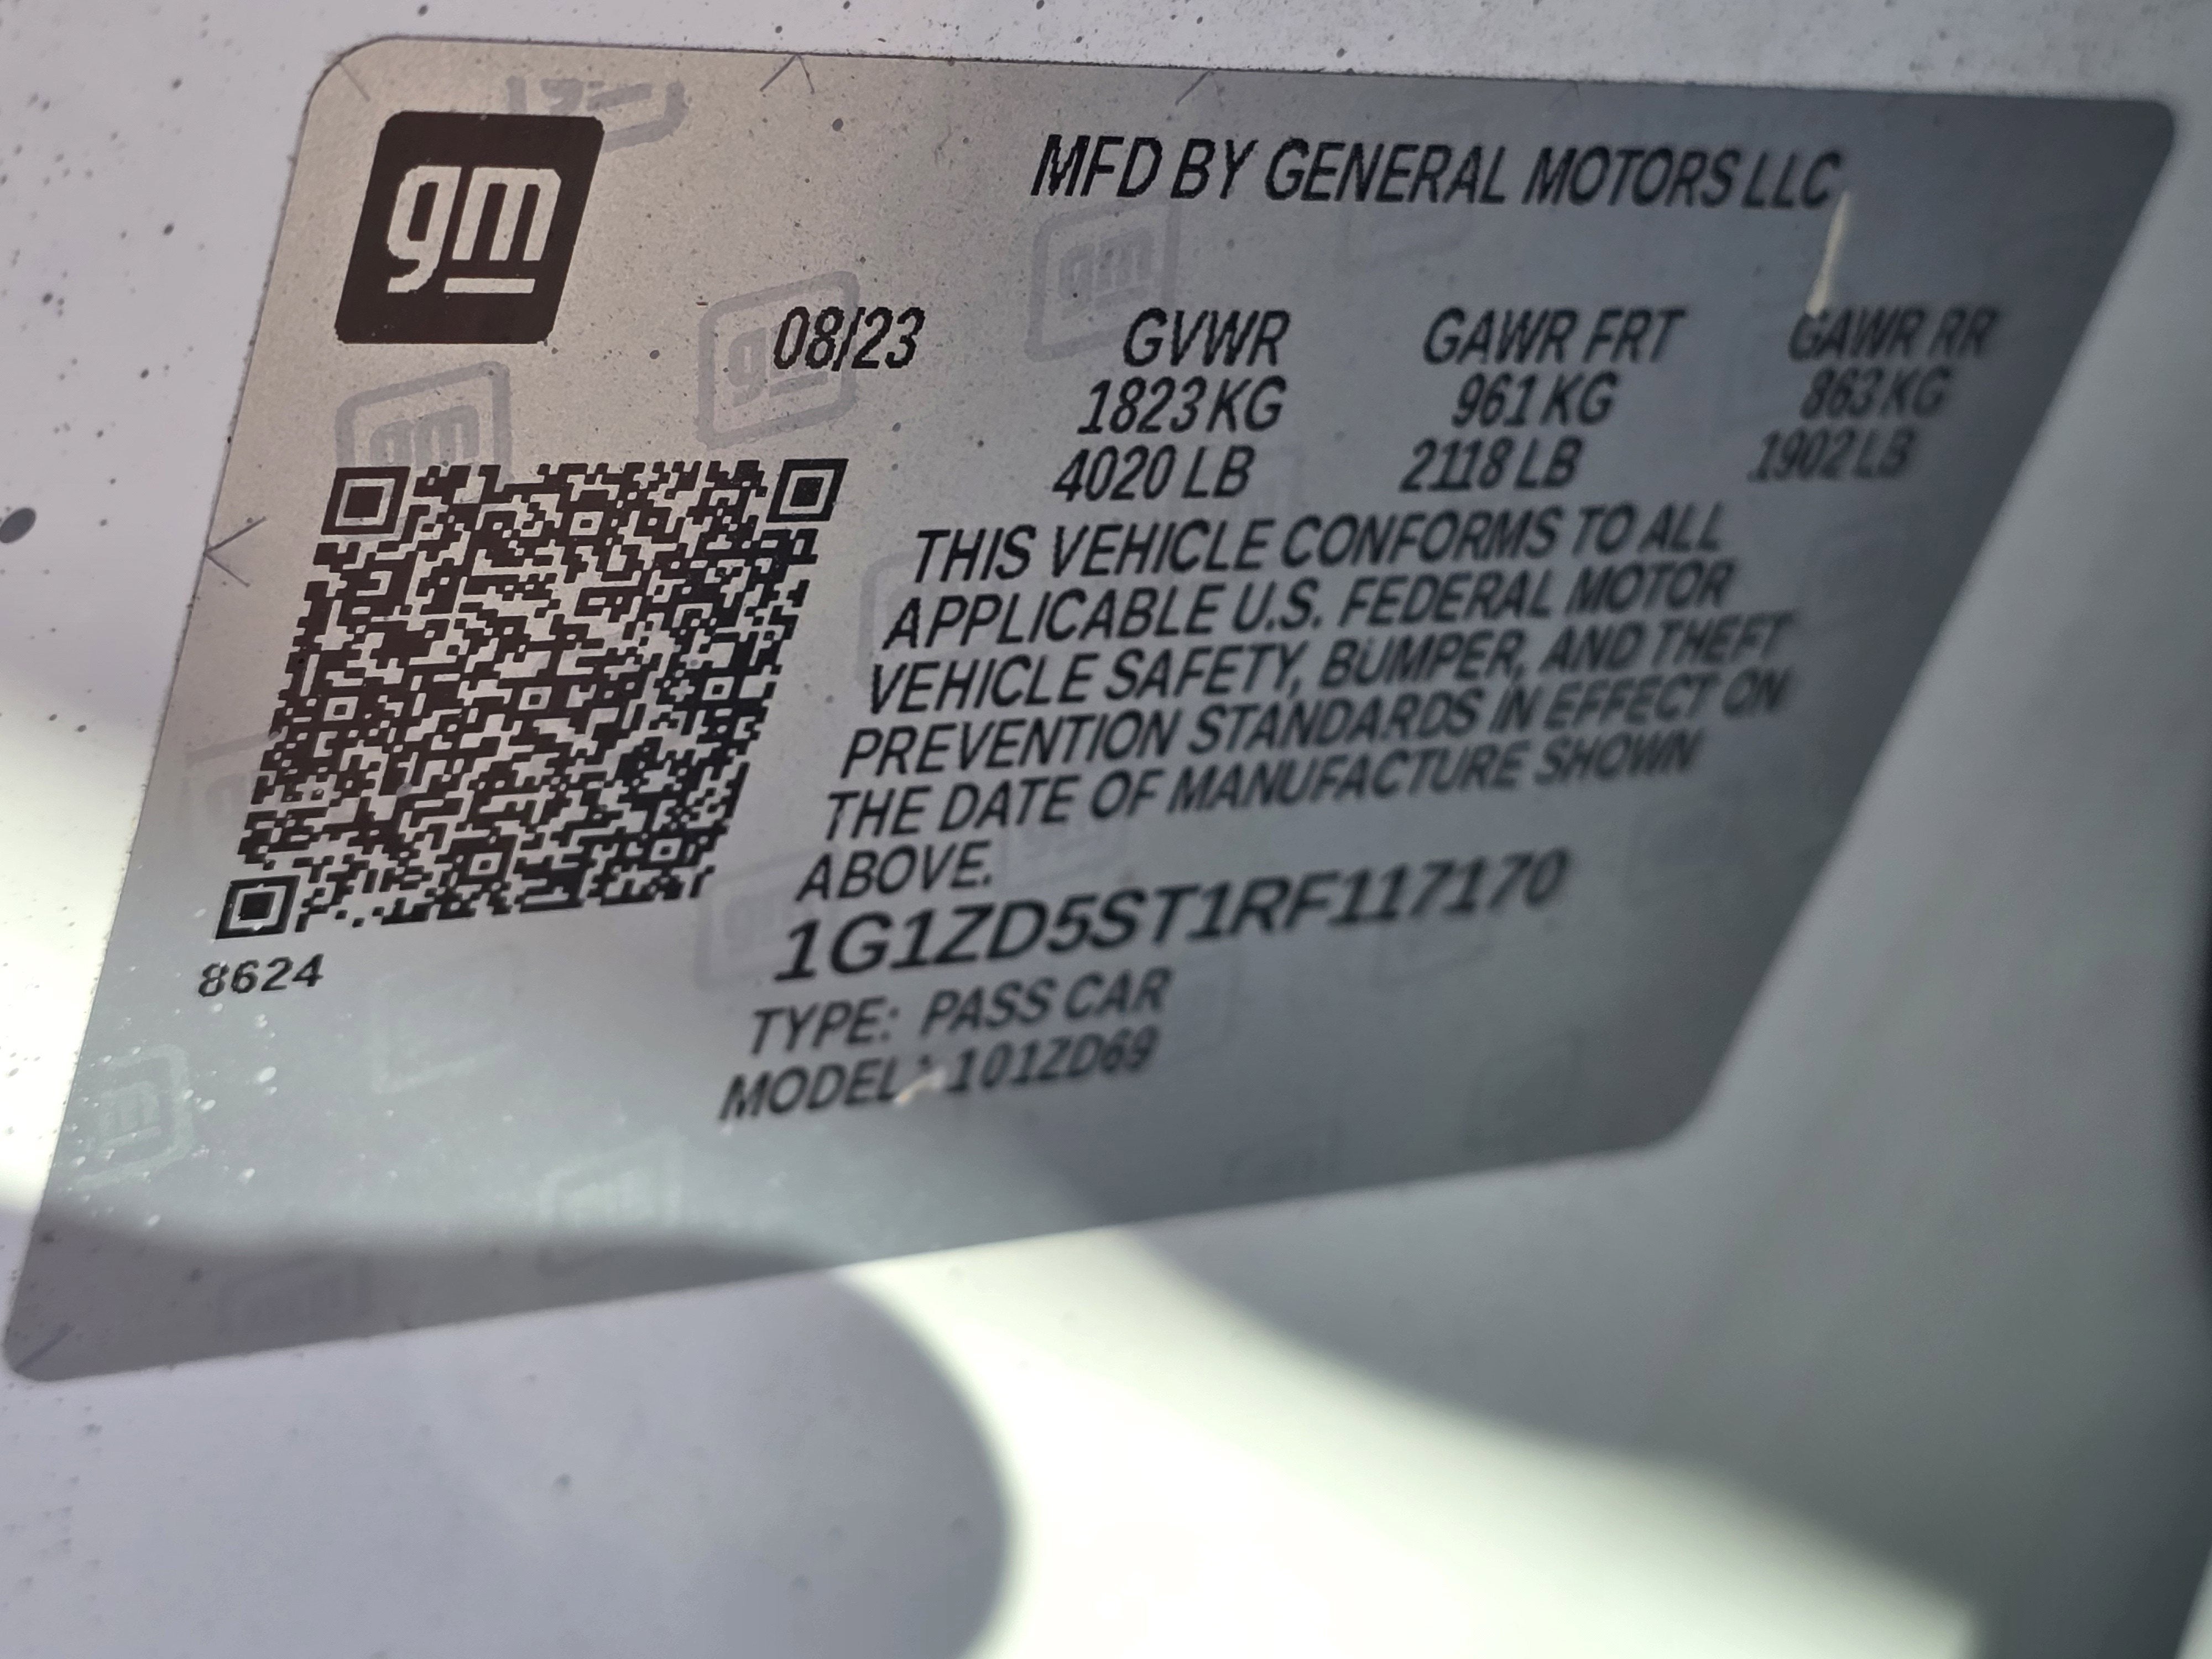 gm
MFD BY GENERAL MOTORS LLC
08/23 GVWR GAWR FRT GAWR RR
1823 KG 961 KG 863 KG
4020 LB 2118 LB 1902 LB
THIS VEHICLE CONFORMS TO ALL
APPLICABLE U.S. FEDERAL MOTOR
VEHICLE SAFETY, BUMPER, AND THEFT
PREVENTION STANDARDS IN EFFECT ON
THE DATE OF MANUFACTURE SHOWN
ABOVE.
1G1ZD5ST1RF117170
8624
TYPE: PASS CAR
MODEL: 101ZD69